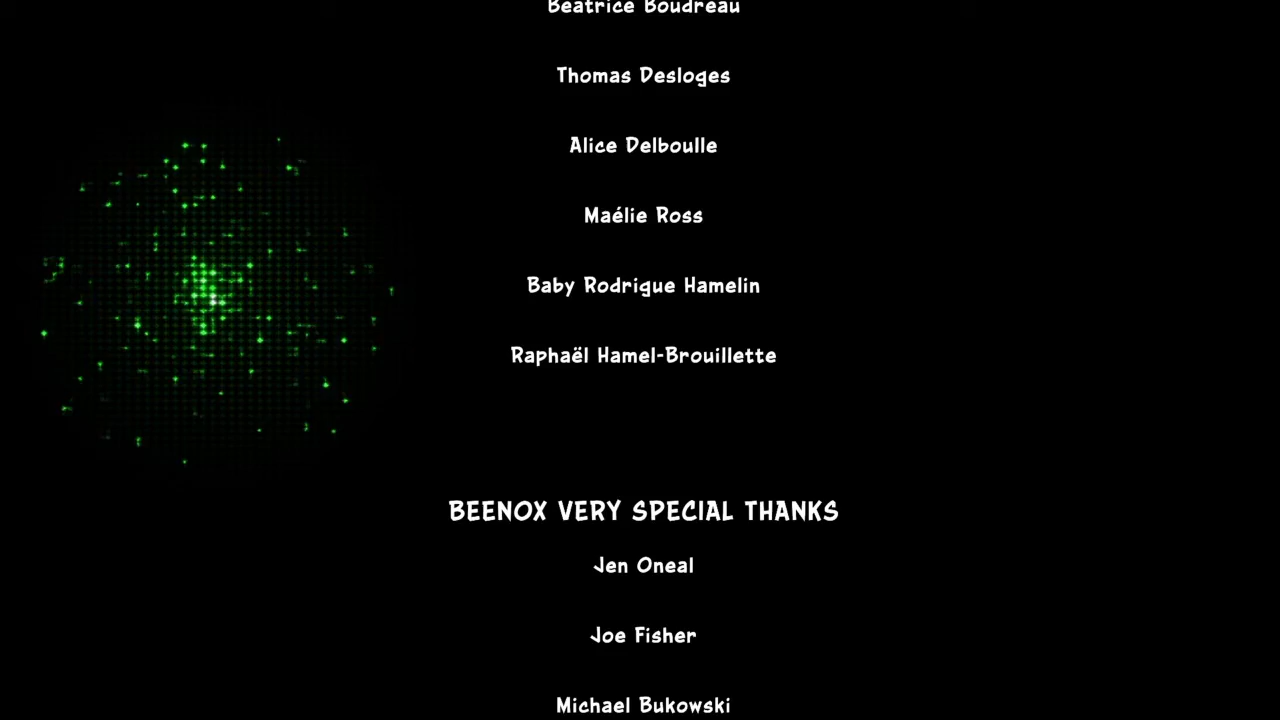 Beatrice Boudreau
Thomas Desloges
Alice Delboulle
Maélie Ross
Baby Rodrigue Hamelin
Raphaël Hamel-Brouillette
BEENOX VERY SPECIAL THANKS
Jen Oneal
Joe Fisher
Michael Bukowski